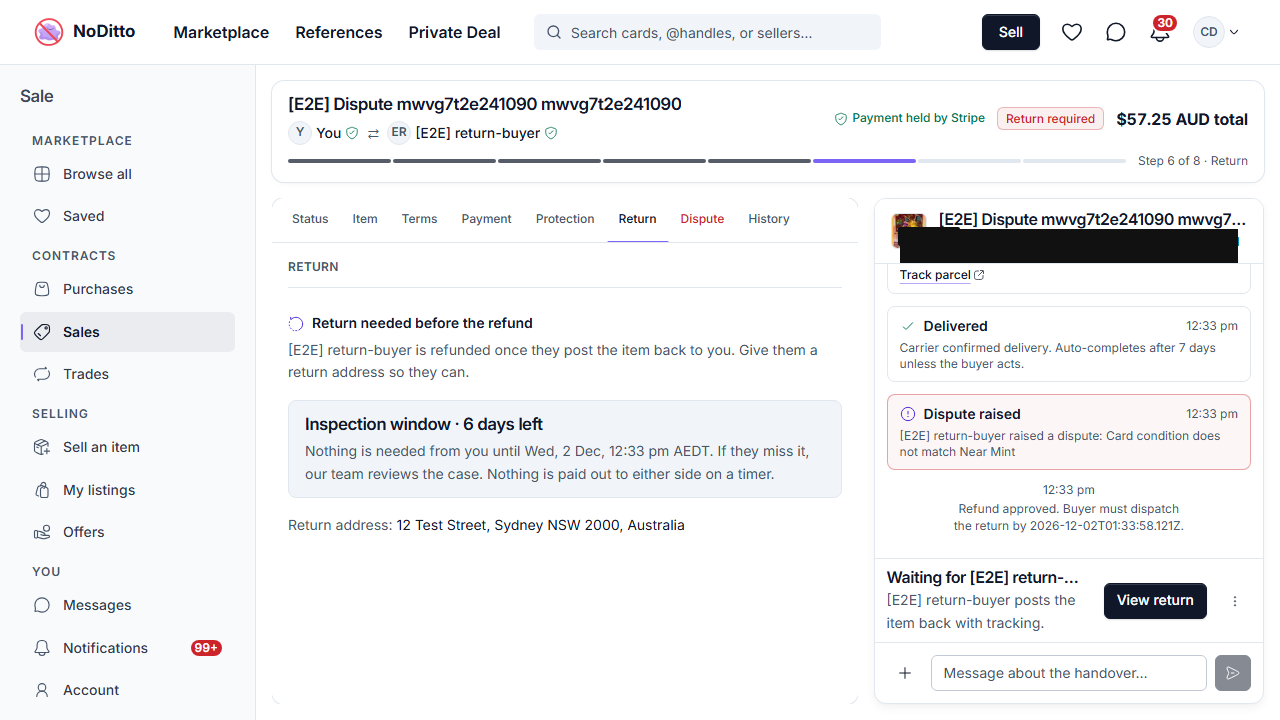 NoDitto
Marketplace
References
Private Deal
Search cards, @handles, or sellers...
Sell
30
CD
Sale
MARKETPLACE
Browse all
Saved
CONTRACTS
Purchases
Sales
Trades
SELLING
Sell an item
My listings
Offers
YOU
Messages
Notifications
99+
Account
[E2E] Dispute mwvg7t2e241090 mwvg7t2e241090
Y You ER [E2E] return-buyer
Payment held by Stripe
Return required
$57.25 AUD total
Step 6 of 8 · Return
Status
Item
Terms
Payment
Protection
Return
Dispute
History
RETURN
Return needed before the refund
[E2E] return-buyer is refunded once they post the item back to you. Give them a
return address so they can.
Inspection window · 6 days left
Nothing is needed from you until Wed, 2 Dec, 12:33 pm AEDT. If they miss it,
our team reviews the case. Nothing is paid out to either side on a timer.
Return address: 12 Test Street, Sydney NSW 2000, Australia
[E2E] Dispute mwvg7t2e241090 mwvg7...
Track parcel
Delivered
12:33 pm
Carrier confirmed delivery. Auto-completes after 7 days
unless the buyer acts.
Dispute raised
12:33 pm
[E2E] return-buyer raised a dispute: Card condition does
not match Near Mint
12:33 pm
Refund approved. Buyer must dispatch
the return by 2026-12-02T01:33:58.121Z.
Waiting for [E2E] return-...
[E2E] return-buyer posts the
item back with tracking.
View return
Message about the handover...